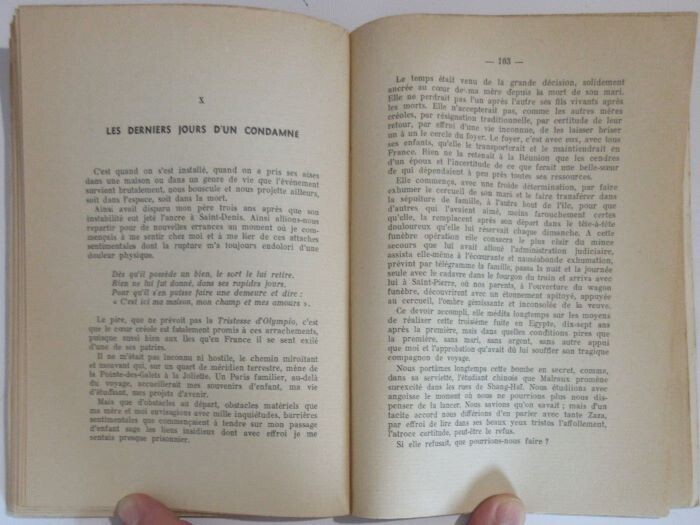 X
LES DERNIERS JOURS D'UN CONDAMNE
C'est quand on s'est installé, quand on a pris ses aises
dans une maison ou dans un genre de vie que l'événement
survient brutalement, nous bouscule et nous projette ailleurs,
soit dans l'espace, soit dans la mort.
Ainsi avait disparu mon père trois ans après que son
instabilité eut jeté l'ancre à Saint-Denis. Ainsi allions-nous
repartir pour de nouvelles errances au moment où je com-
mençais à me sentir chez moi et à me lier de ces attaches
sentimentales dont la rupture m'a toujours endolori d'une
douleur physique.
Dès qu'il possède un bien, le sort le lui retire.
Rien ne lui fut donné, dans ses rapides jours,
Pour qu'il s'en puisse faire une demeure et dire :
« C'est ici ma maison, mon champ et mes amours ».
Le pire, que ne prévoit pas la Tristesse d'Olympio, c'est
que le cœur créole est fatalement promis à ces arrachements,
puisque aussi bien aux Iles qu'en France il se sent exilé
d'une de ses patries.
Il ne m'était pas inconnu ni hostile, le chemin miroitant
et mouvant qui, sur un quart de méridien terrestre, mène de
la Pointe-des-Galets à la Joliette. Un Paris familier, au-delà
du voyage, accueillerait mes souvenirs d'enfant, ma vie
d'étudiant, mes projets d'avenir.
Mais que d'obstacles au départ, obstacles matériels que
ma mère et moi envisagions avec mille inquiétudes, barrières
sentimentales que commençaient à tendre sur mon passage
d'enfant sage les liens insidieux dont avec effroi je me
sentais presque prisonnier.
— 103 —
Le temps était venu de la grande décision, solidement
ancrée au cœur de ma mère depuis la mort de son mari.
Elle ne perdrait pas l'un après l'autre ses fils vivants après
les morts. Elle n'accepterait pas, comme les autres mères
créoles, par résignation traditionnelle, par certitude de leur
retour, par effroi d'une vie inconnue, de les laisser briser
un à un le cercle du foyer. Le foyer, c'est avec eux, avec tous
ses enfants, qu'elle le transporterait et le maintiendrait en
France. Rien ne la retenait à la Réunion que les cendres
d'un époux et l'incertitude de ce que ferait une belle-sœur
de qui dépendaient à peu près toutes ses ressources.
Elle commença, avec une froide détermination, par faire
exhumer le cercueil de son mari et le faire transférer dans
la sépulture de famille, à l'autre bout de l'île, pour que
d'autres qui l'avaient aimé, moins farouchement certes
qu'elle, la remplacent après son départ dans le tête-à-tête
douloureux qu'elle lui réservait chaque dimanche. A cette
funèbre opération elle consacra le plus clair du mince
secours que lui avait alloué l'administration judiciaire,
assista elle-même à l'écœurante et nauséabonde exhumation,
prévint par télégramme la famille, passa la nuit et la journée
seule avec le cadavre dans le fourgon du train et arriva avec
lui à Saint-Pierre, où nos parents, à l'ouverture du wagon
funèbre, découvrirent avec un étonnement apitoyé, appuyée
au cercueil, l'ombre gémissante et inconsolée de la veuve.
Ce devoir accompli, elle médita longtemps sur les moyens
de réaliser cette troisième fuite en Egypte, dix-sept ans
après la première, mais dans quelles conditions pires que
la première, sans mari, sans argent, sans autre appui
que moi et l'approbation qu'avait dû lui souffler son tragique
compagnon de voyage.
Nous portâmes longtemps cette bombe en secret, comme,
dans sa serviette, l'étudiant chinois que Malraux promène
surexcité dans les rues de Shang-Haï. Nous étudiions avec
angoisse le moment où nous ne pourrions plus nous dis-
penser de la lancer. Nous savions qu'on savait ; mais d'un
tacite accord nous différions d'en parler avec tante Zaza,
par effroi de lire dans ses beaux yeux tristes l'affollement,
l'atroce certitude, peut-être le refus.
Si elle refusait, que pourrions-nous faire ?